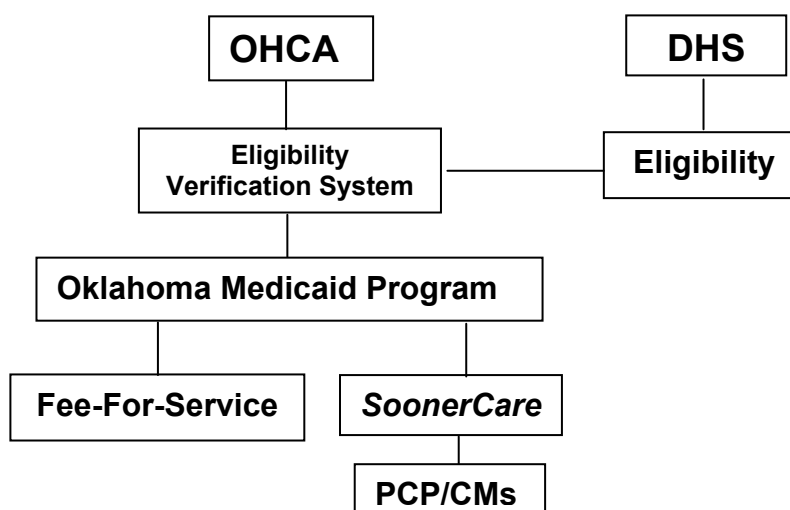 OHCA
DHS
Eligibility
Verification System
Eligibility
Oklahoma Medicaid Program
Fee-For-Service
SoonerCare
PCP/CMs